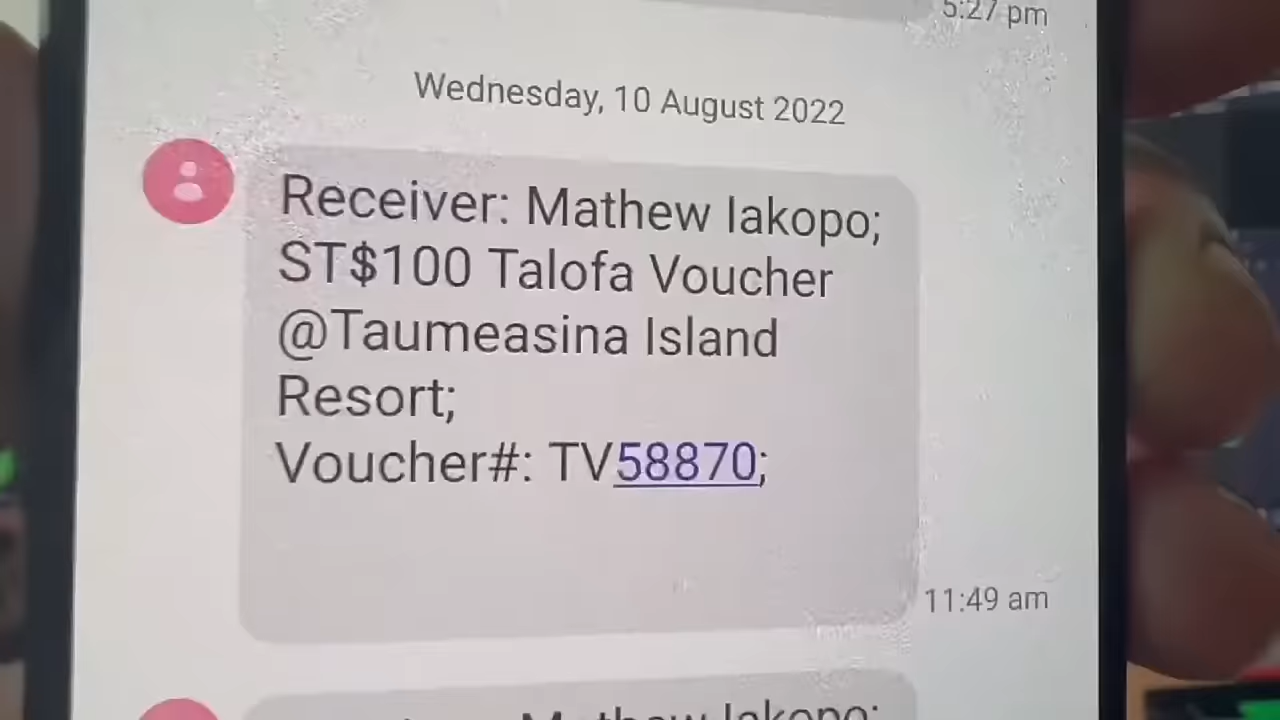 5:27 pm
Wednesday, 10 August 2022
Receiver: Mathew Iakopo;
ST$100 Talofa Voucher
@Taumeasina Island
Resort;
Voucher#: TV58870;
11:49 am
Mathew Iakopo;